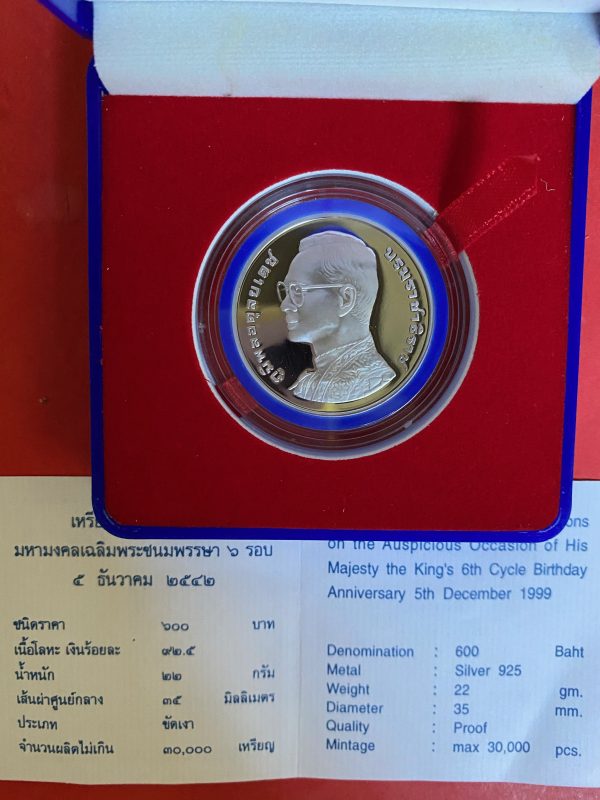 ภูมิพลอดุลยเดช
บรมราชาธิราช
มหามงคลเฉลิมพระชนมพรรษา ๖ รอบ
๕ ธันวาคม ๒๕๔๒
ชนิดราคา ๖๐๐ บาท
เนื้อโลหะ เงินร้อยละ ๙๒.๕
น้ำหนัก ๒๒ กรัม
เส้นผ่าศูนย์กลาง ๓๕ มิลลิเมตร
ประเภท ขัดเงา
จำนวนผลิตไม่เกิน ๓๐,๐๐๐ เหรียญ
on the Auspicious Occasion of His
Majesty the King's 6th Cycle Birthday
Anniversary 5th December 1999
Denomination : 600 Baht
Metal : Silver 925
Weight : 22 gm.
Diameter : 35 mm.
Quality : Proof
Mintage : max 30,000 pcs.